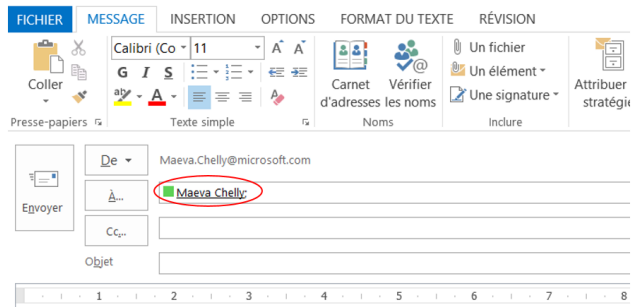 FICHIER MESSAGE INSERTION OPTIONS FORMAT DU TEXTE RÉVISION
Calibri (Co 11 A A Un fichier
G I S Un élément
Coller Carnet Vérifier Attribuer
ab A d'adresses les noms Une signature stratégie
Presse-papiers Texte simple Noms Inclure
De Maeva.Chelly@microsoft.com
À... Maeva Chelly;
Envoyer
Cc...
Objet
1 2 3 4 5 6 7 8